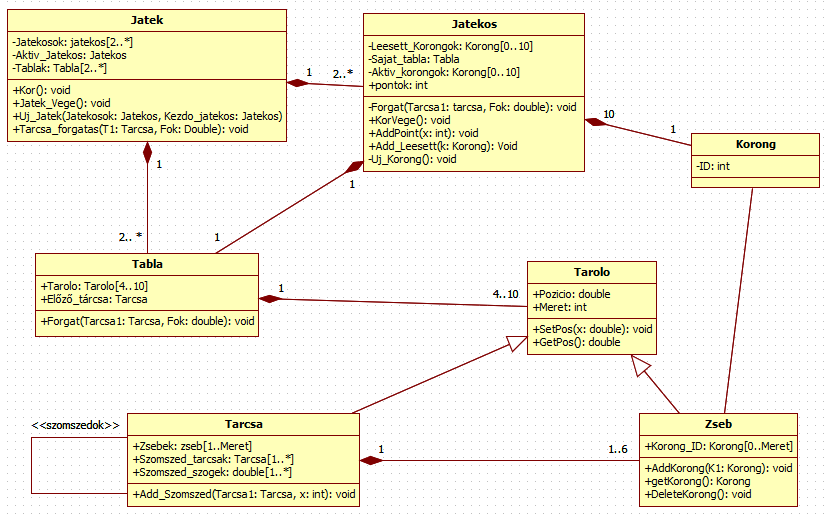 Jatek
-Jatekosok: jatekos[2..*]
-Aktiv_Jatekos: Jatekos
-Tablak: Tabla[2..*]
+Kor(): void
+Jatek_Vege(): void
+Uj_Jatek(Jatekosok: Jatekos, Kezdo_jatekos: Jatekos)
+Tarcsa_forgatas(T1: Tarcsa, Fok: Double): void
1
2..*
1
2.. *
Jatekos
-Leesett_Korongok: Korong[0..10]
-Sajat_tabla: Tabla
-Aktiv_korongok: Korong[0..10]
+pontok: int
-Forgat(Tarcsa1: tarcsa, Fok: double): void
+KorVege(): void
+AddPoint(x: int): void
+Add_Leesett(k: Korong): Void
-Uj_Korong(): void
10
1
1
1
Korong
-ID: int
Tabla
+Tarolo: Tarolo[4..10]
+Előző_tárcsa: Tarcsa
+Forgat(Tarcsa1: Tarcsa, Fok: double): void
1
4..10
Tarolo
+Pozicio: double
+Meret: int
+SetPos(x: double): void
+GetPos(): double
<<szomszedok>>
Tarcsa
+Zsebek: zseb[1..Meret]
+Szomszed_tarcsak: Tarcsa[1..*]
+Szomszed_szogek: double[1..*]
+Add_Szomszed(Tarcsa1: Tarcsa, x: int): void
1
1..6
Zseb
+Korong_ID: Korong[0..Meret]
+AddKorong(K1: Korong): void
+getKorong(): Korong
+DeleteKorong(): void